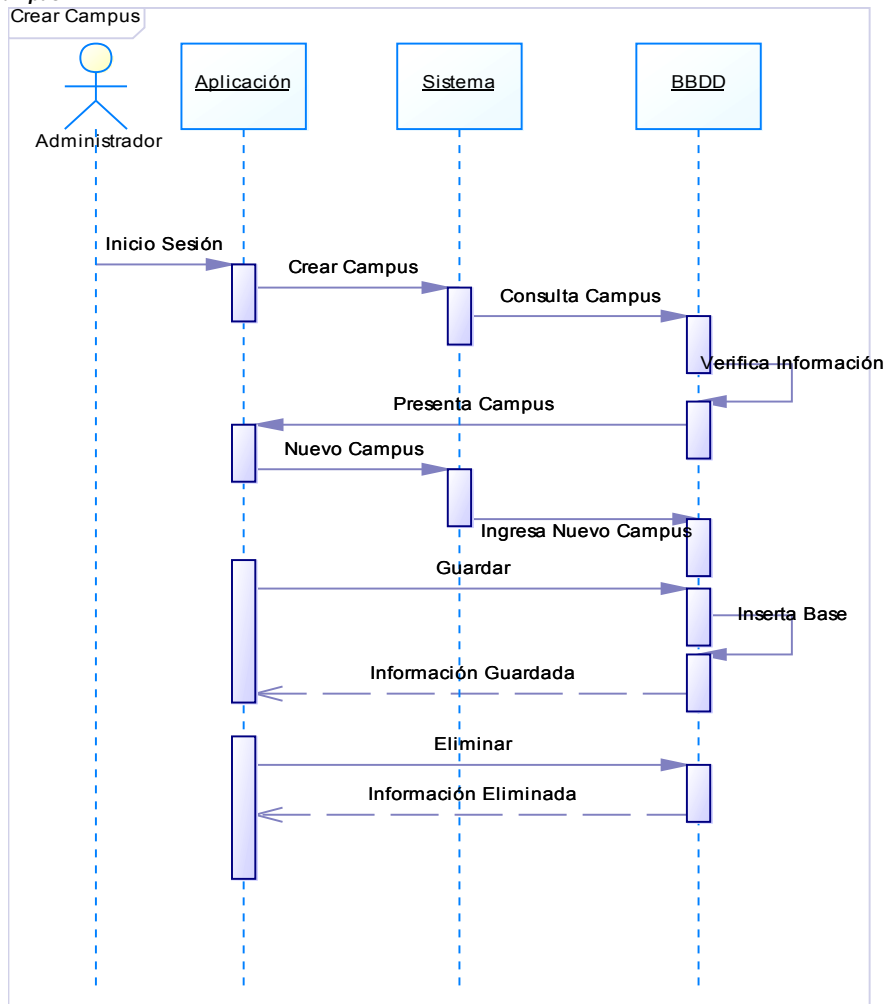 Crear Campus
Aplicación
Sistema
BBDD
Administrador
Inicio Sesión
Crear Campus
Consulta Campus
Verifica Información
Presenta Campus
Nuevo Campus
Ingresa Nuevo Campus
Guardar
Inserta Base
Información Guardada
Eliminar
Información Eliminada